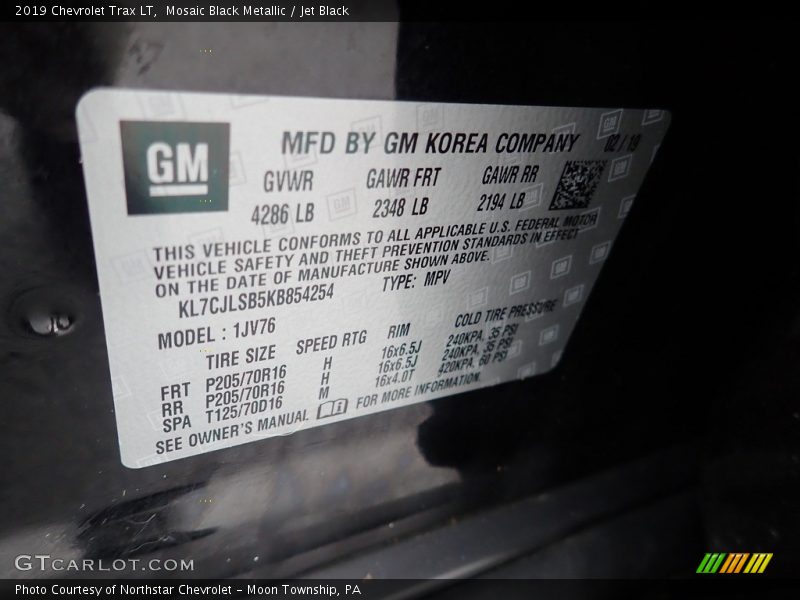 2019 Chevrolet Trax LT,  Mosaic Black Metallic / Jet Black
GM
MFD BY GM KOREA COMPANY 02/19
GVWR GAWR FRT GAWR RR
4286 LB 2348 LB 2194 LB
THIS VEHICLE CONFORMS TO ALL APPLICABLE U.S. FEDERAL MOTOR
VEHICLE SAFETY AND THEFT PREVENTION STANDARDS IN EFFECT
ON THE DATE OF MANUFACTURE SHOWN ABOVE.
KL7CJLSB5KB854254 TYPE: MPV
MODEL : 1JV76
TIRE SIZE SPEED RTG RIM COLD TIRE PRESSURE
FRT P205/70R16 H 16x6.5J 240KPA, 35 PSI
RR P205/70R16 H 16x6.5J 240KPA, 35 PSI
SPA T125/70D16 M 16x4.0T 420KPA, 60 PSI
SEE OWNER'S MANUAL FOR MORE INFORMATION.
GTCARLOT.COM
Photo Courtesy of Northstar Chevrolet - Moon Township, PA